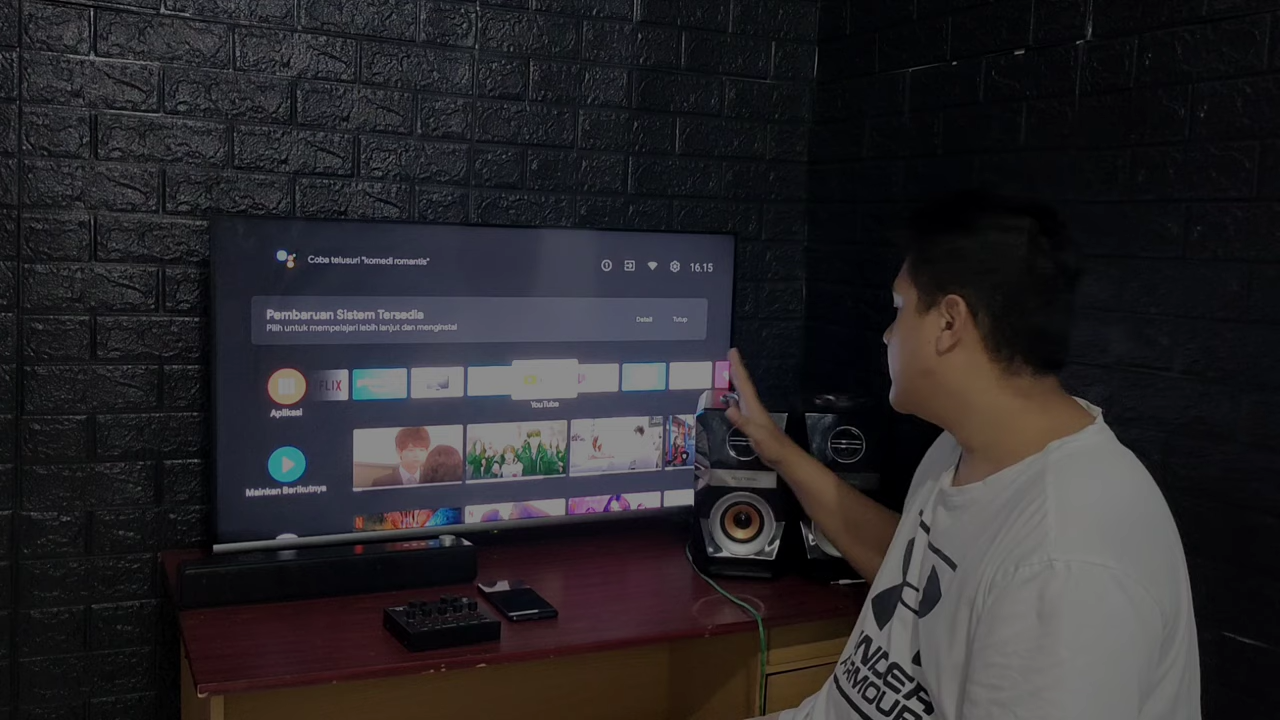 Coba telusuri "komedi romantis"
16.15
Pembaruan Sistem Tersedia
Pilih untuk mempelajari lebih lanjut dan menginstal
Detail
Tutup
FLIX
Aplikasi
YouTube
Mainkan Berikutnya
N
UNDER
ARMOUR